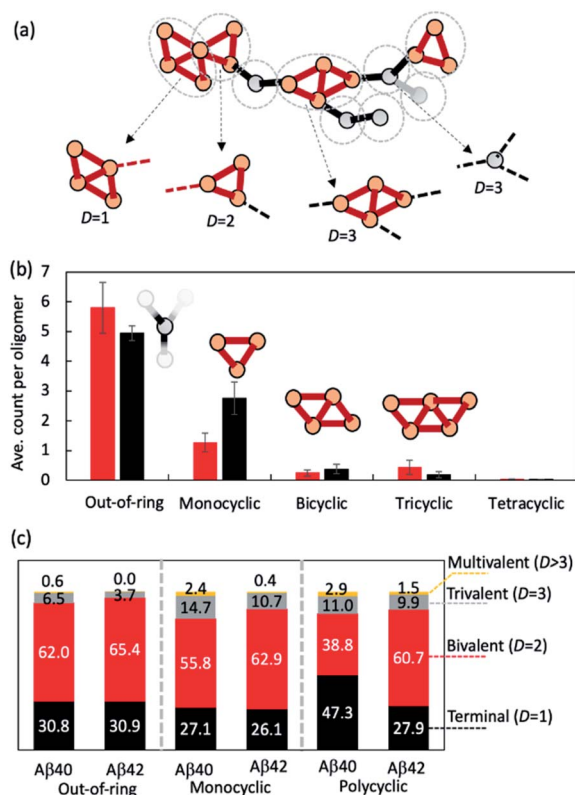 (a)
D=1
D=2
D=3
D=3
(b)
Ave. count per oligomer
7
6
5
4
3
2
1
0
Out-of-ring
Monocyclic
Bicyclic
Tricyclic
Tetracyclic
(c)
0.6
0.0
2.4
0.4
2.9
1.5
6.5
3.7
14.7
10.7
11.0
9.9
62.0
65.4
55.8
62.9
38.8
60.7
30.8
30.9
27.1
26.1
47.3
27.9
Multivalent (D>3)
Trivalent (D=3)
Bivalent (D=2)
Terminal (D=1)
Aβ40 Aβ42 Aβ40 Aβ42 Aβ40 Aβ42
Out-of-ring Monocyclic Polycyclic